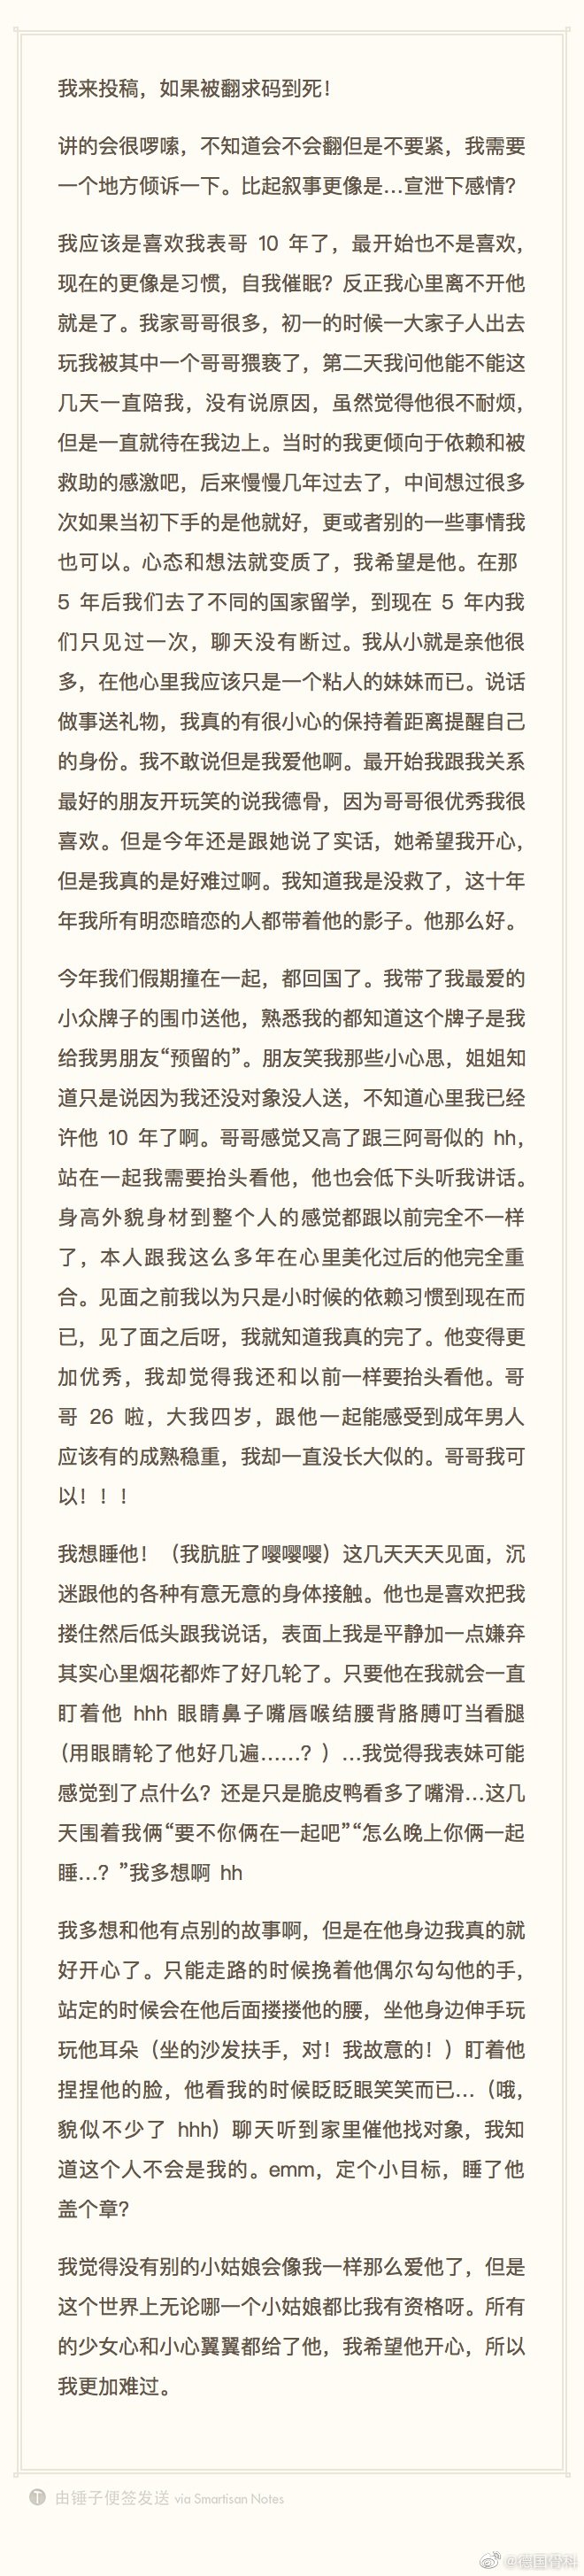 我来投稿，如果被翻求码到死！
讲的会很啰嗦，不知道会不会翻但是不要紧，我需要
一个地方倾诉一下。比起叙事更像是…宣泄下感情？
我应该是喜欢我表哥 10 年了，最开始也不是喜欢，
现在的更像是习惯，自我催眠？反正我心里离不开他
就是了。我家哥哥很多，初一的时候一大家子人出去
玩我被其中一个哥哥猥亵了，第二天我问他能不能这
几天一直陪我，没有说原因，虽然觉得他很不耐烦，
但是一直就待在我边上。当时的我更倾向于依赖和被
救助的感激吧，后来慢慢几年过去了，中间想过很多
次如果当初下手的是他就好，更或者别的一些事情我
也可以。心态和想法就变质了，我希望是他。在那
5 年后我们去了不同的国家留学，到现在 5 年内我
们只见过一次，聊天没有断过。我从小就是亲他很
多，在他心里我应该只是一个粘人的妹妹而已。说话
做事送礼物，我真的有很小心的保持着距离提醒自己
的身份。我不敢说但是我爱他啊。最开始我跟我关系
最好的朋友开玩笑的说我德骨，因为哥哥很优秀我很
喜欢。但是今年还是跟她说了实话，她希望我开心，
但是我真的是好难过啊。我知道我是没救了，这十年
年我所有明恋暗恋的人都带着他的影子。他那么好。
今年我们假期撞在一起，都回国了。我带了我最爱的
小众牌子的围巾送他，熟悉我的都知道这个牌子是我
给我男朋友“预留的”。朋友笑我那些小心思，姐姐知
道只是说因为我还没对象没人送，不知道心里我已经
许他 10 年了啊。哥哥感觉又高了跟三阿哥似的 hh，
站在一起我需要抬头看他，他也会低下头听我讲话。
身高外貌身材到整个人的感觉都跟以前完全不一样
了，本人跟我这么多年在心里美化过后的他完全重
合。见面之前我以为只是小时候的依赖习惯到现在而
已，见了面之后呀，我就知道我真的完了。他变得更
加优秀，我却觉得我还和以前一样要抬头看他。哥
哥 26 啦，大我四岁，跟他一起能感受到成年男人
应该有的成熟稳重，我却一直没长大似的。哥哥我可
以！！！
我想睡他！（我肮脏了嘤嘤嘤）这几天天天见面，沉
迷跟他的各种有意无意的身体接触。他也是喜欢把我
搂住然后低头跟我说话，表面上我是平静加一点嫌弃
其实心里烟花都炸了好几轮了。只要他在我就会一直
盯着他 hhh 眼睛鼻子嘴唇喉结腰背胳膊叮当看腿
(用眼睛轮了他好几遍……？）…我觉得我表妹可能
感觉到了点什么？还是只是脆皮鸭看多了嘴滑…这几
天围着我俩“要不你俩在一起吧”“怎么晚上你俩一起
睡…？”我多想啊 hh
我多想和他有点别的故事啊，但是在他身边我真的就
好开心了。只能走路的时候挽着他偶尔勾勾他的手，
站定的时候会在他后面搂搂他的腰，坐他身边伸手玩
玩他耳朵（坐的沙发扶手，对！我故意的！）盯着他
捏捏他的脸，他看我的时候眨眨眼笑笑而已…（哦，
貌似不少了 hhh）聊天听到家里催他找对象，我知
道这个人不会是我的。emm，定个小目标，睡了他
盖个章？
我觉得没有别的小姑娘会像我一样那么爱他了，但是
这个世界上无论哪一个小姑娘都比我有资格呀。所有
的少女心和小心翼翼都给了他，我希望他开心，所以
我更加难过。
T 由锤子便签发送 via Smartisan Notes
@德国骨科